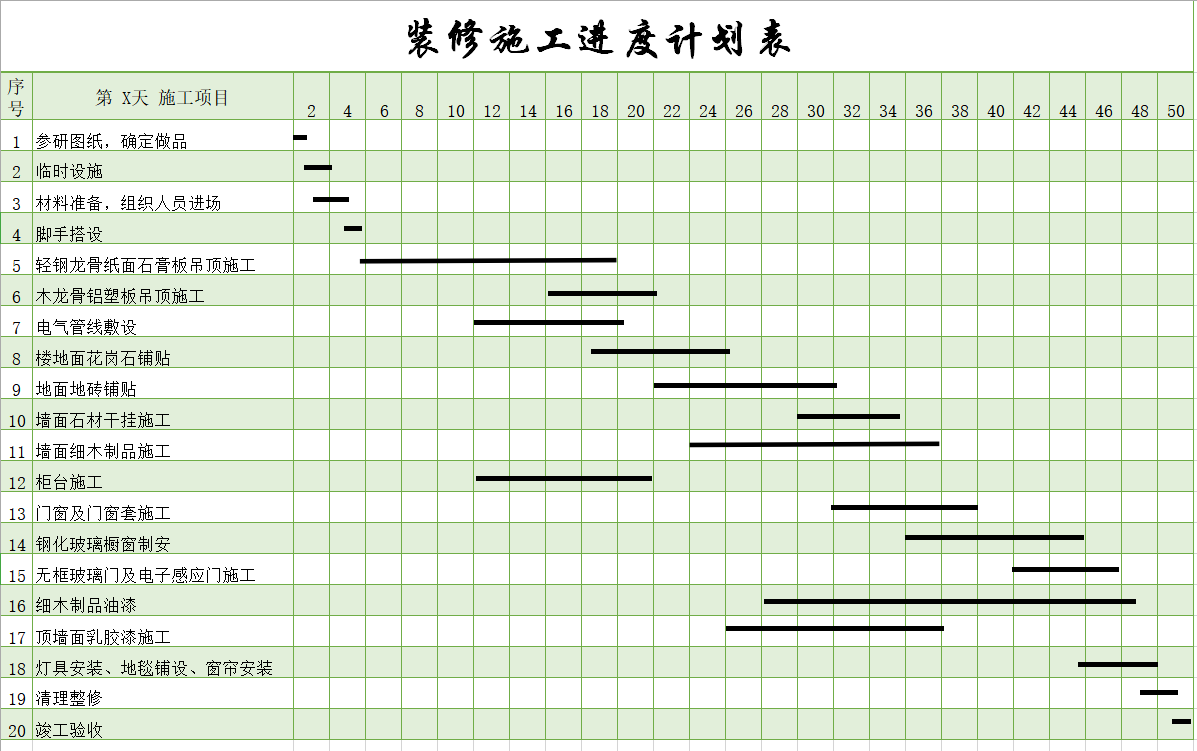 装修施工进度计划表
序号 第 X天 施工项目 2 4 6 8 10 12 14 16 18 20 22 24 26 28 30 32 34 36 38 40 42 44 46 48 50
1 参研图纸，确定做品
2 临时设施
3 材料准备，组织人员进场
4 脚手搭设
5 轻钢龙骨纸面石膏板吊顶施工
6 木龙骨铝塑板吊顶施工
7 电气管线敷设
8 楼地面花岗石铺贴
9 地面地砖铺贴
10 墙面石材干挂施工
11 墙面细木制品施工
12 柜台施工
13 门窗及门窗套施工
14 钢化玻璃橱窗制安
15 无框玻璃门及电子感应门施工
16 细木制品油漆
17 顶墙面乳胶漆施工
18 灯具安装、地毯铺设、窗帘安装
19 清理整修
20 竣工验收